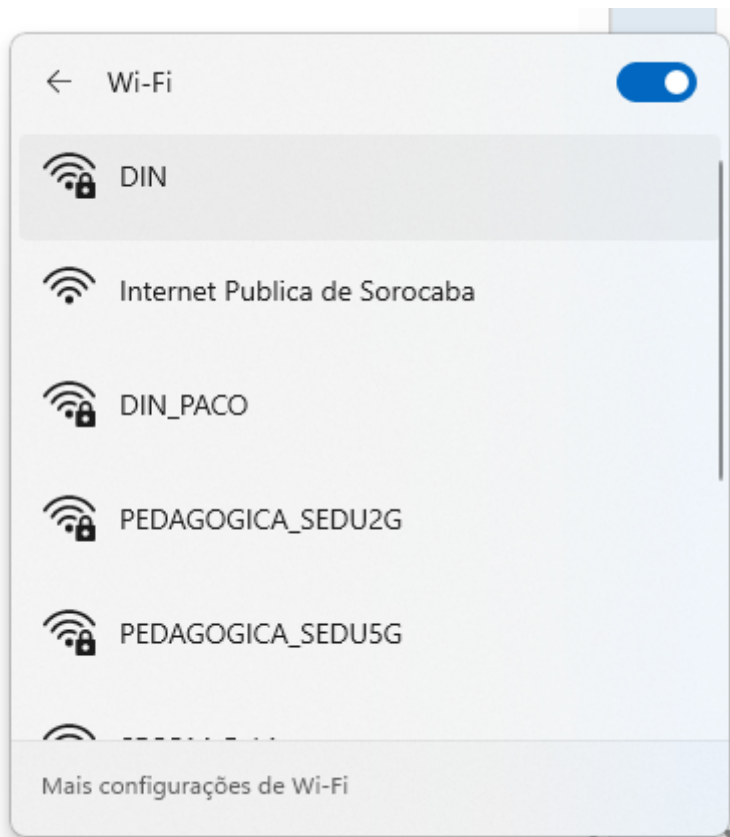 Wi-Fi
DIN
Internet Publica de Sorocaba
DIN_PACO
PEDAGOGICA_SEDU2G
PEDAGOGICA_SEDU5G
Mais configurações de Wi-Fi